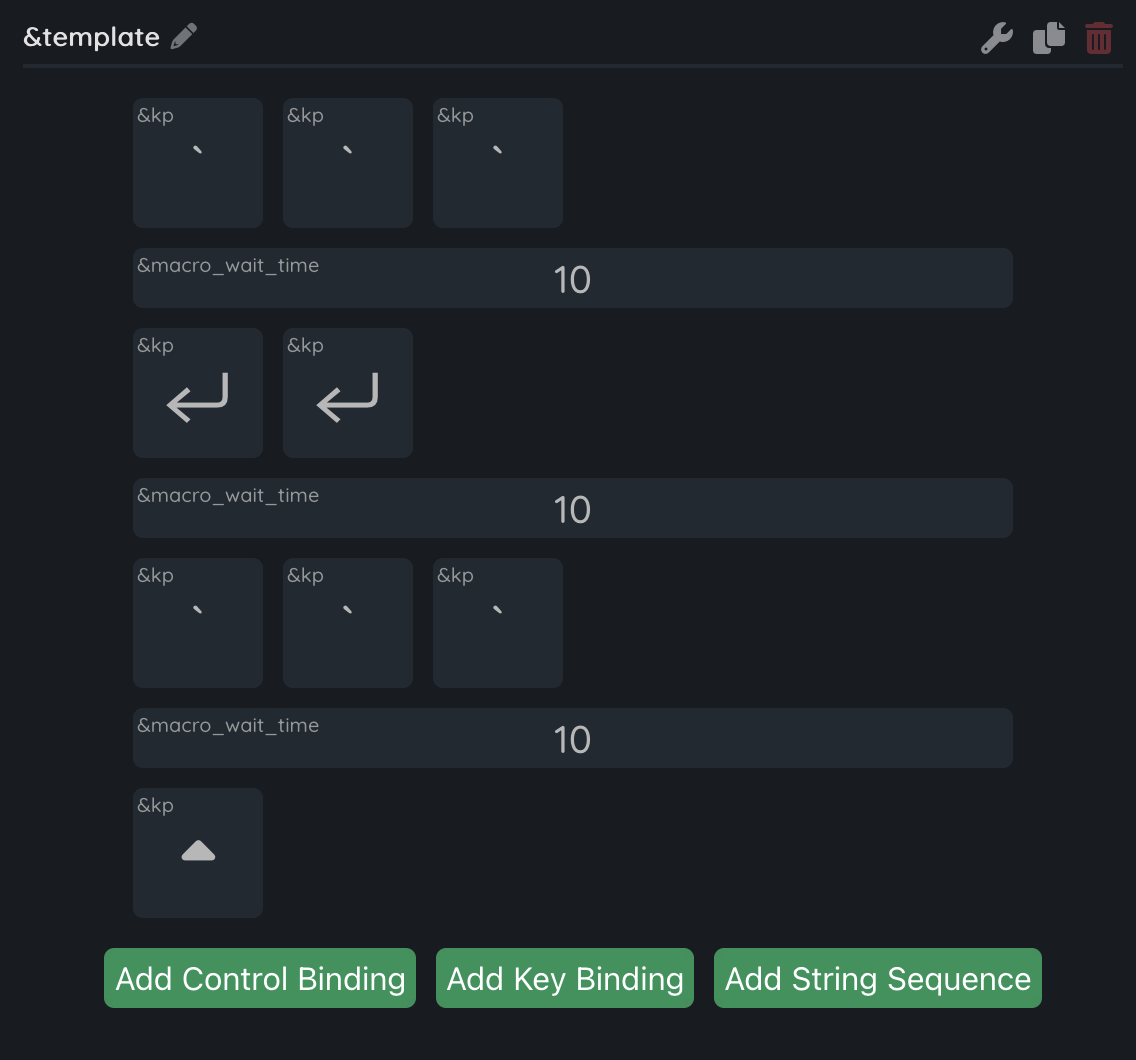 &template
&kp &kp &kp
` ` `
&macro_wait_time 10
&kp &kp
&macro_wait_time 10
&kp &kp &kp
` ` `
&macro_wait_time 10
&kp
Add Control Binding Add Key Binding Add String Sequence